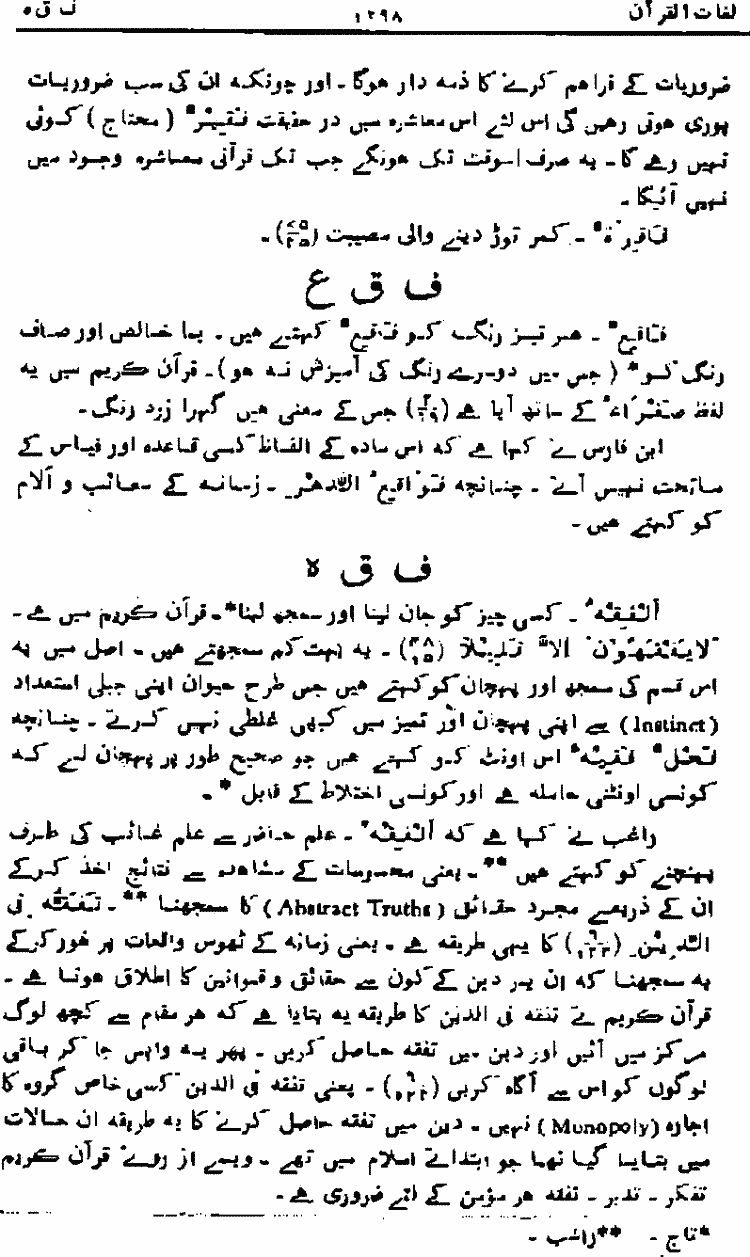 لغات القرآن ۱۲۹۸ ف ق ہ
ضروریات کے فراہم کرنے کا ذمہ دار ہوگا۔ اور چونکہ ان کی سب ضروریات
پوری ہوتی رہیں گی اس لئے اس معاشرہ میں در حقیقت فَقِیْرٌ (محتاج) کوئی
نہیں رہے گا۔ یہ صرف اسوقت تک ہونگے جب تک قرآنی معاشرہ وجود میں
نہیں آئیگا۔
فَاقِرَۃٌ۔ کمر توڑ دینے والی مصیبت (۷۵/۲۵)۔
ف ق ع
فَاقِعٌ۔ ہر تیز رنگ کو فَاقِعٌ کہتے ہیں۔ یا خالص اور صاف
رنگ کو* (جس میں دوسرے رنگ کی آمیزش نہ ہو)۔ قرآن کریم میں یہ
لفظ صَفْرَاءُ کے ساتھ آیا ہے (۲/۶۹) جس کے معنی ہیں گہرا زرد رنگ۔
ابن فارس نے کہا ہے کہ اس مادہ کے الفاظ کسی قاعدہ اور قیاس کے
ماتحت نہیں آتے۔ چنانچہ فَوَاقِعُ الدَّھْرِ۔ زمانہ کے مصائب و آلام
کو کہتے ہیں۔
ف ق ہ
اَلْفِقْہُ۔ کسی چیز کو جان لینا اور سمجھ لینا*۔ قرآن کریم میں ہے۔
لَایَفْقَھُوْنَ اِلَّا قَلِیْلاً (۴۸/۱۵)۔ یہ بہت کم سمجھتے ہیں۔ اصل میں یہ
اس قسم کی سمجھ اور پہچان کو کہتے ہیں جس طرح حیوان اپنی جبلی استعداد
(Instinct) سے اپنی پہچان اور تمیز میں کبھی غلطی نہیں کرتے۔ چنانچہ
فَحْلٌ فَقِیْہٌ اس اونٹ کو کہتے ہیں جو صحیح طور پر پہچان لے کہ
کونسی اونٹنی حاملہ ہے اور کونسی اختلاط کے قابل*۔
راغب نے کہا ہے کہ اَلْفِقْہُ۔ علم حاضر سے علم غائب کی طرف
پہنچنے کو کہتے ہیں**۔ یعنی محسوسات کے مشاہدہ سے نتائج اخذ کرکے
ان کے ذریعے مجرد حقائق (Abstract Truths) کا سمجھنا**۔ تَفَقُّہ فِی
الدِّیْنِ (۹/۱۲۲) کا یہی طریقہ ہے۔ یعنی زمانہ کے ٹھوس واقعات پر غور کرکے
یہ سمجھنا کہ ان پر دین کے کون سے حقائق و قوانین کا اطلاق ہوتا ہے۔
قرآن کریم نے تفقہ فی الدین کا طریقہ یہ بتایا ہے کہ ہر مقام سے کچھ لوگ
مرکز میں آئیں اور دین میں تفقہ حاصل کریں۔ پھر یہ واپس جا کر باقی
لوگوں کو اس سے آگاہ کریں (۹/۱۲۲)۔ یعنی تفقہ فی الدین کسی خاص گروہ کا
اجارہ (Munopoly) نہیں۔ دین میں تفقہ حاصل کرنے کا یہ طریقہ ان حالات
میں بتایا گیا تھا جو ابتدائے اسلام میں تھے۔ ویسے از روئے قرآن کریم
تفکر۔ تدبر۔ تفقہ ہر مؤمن کے لئے ضروری ہے۔
*تاج۔ **راغب۔